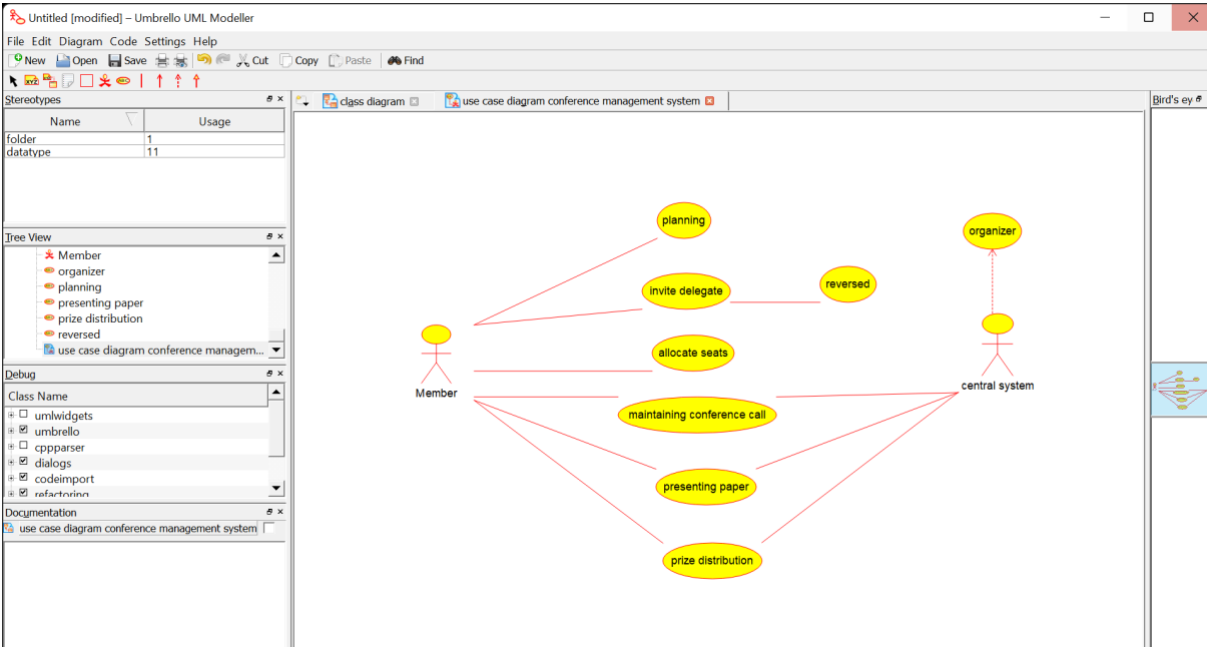 Untitled [modified] – Umbrello UML Modeller
File Edit Diagram Code Settings Help
New Open Save Cut Copy Paste Find
XYZ
Stereotypes
Name Usage
folder 1
datatype 11
Tree View
Member
organizer
planning
presenting paper
prize distribution
reversed
use case diagram conference managem...
Debug
Class Name
umlwidgets
umbrello
cppparser
dialogs
codeimport
refactoring
Documentation
use case diagram conference management system
class diagram
use case diagram conference management system
planning
organizer
invite delegate
reversed
allocate seats
Member
central system
maintaining conference call
presenting paper
prize distribution
Bird's ey